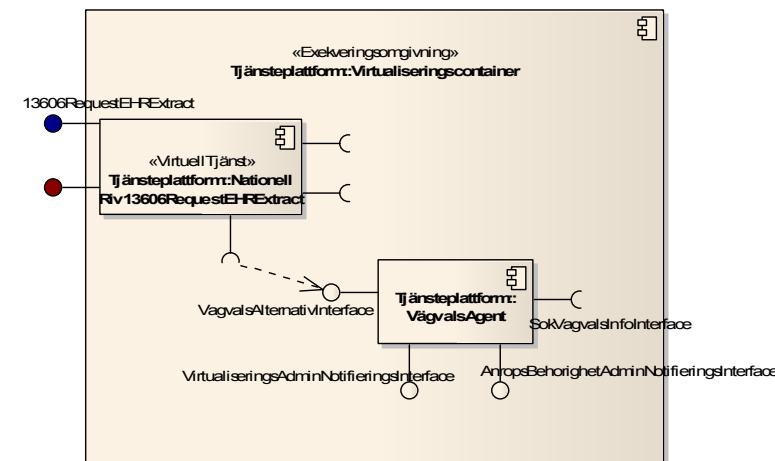 «Exekveringsomgivning»
Tjänsteplattform::Virtualiseringscontainer
13606RequestEHRExtract
«VirtuellTjänst»
Tjänsteplattform::Nationell
Riv13606RequestEHRExtract
VagvalsAlternativInterface
Tjänsteplattform::
VägvalsAgent
SokVagvalsInfoInterface
VirtualiseringsAdminNotifieringsInterface
AnropsBehorighetAdminNotifieringsInterface